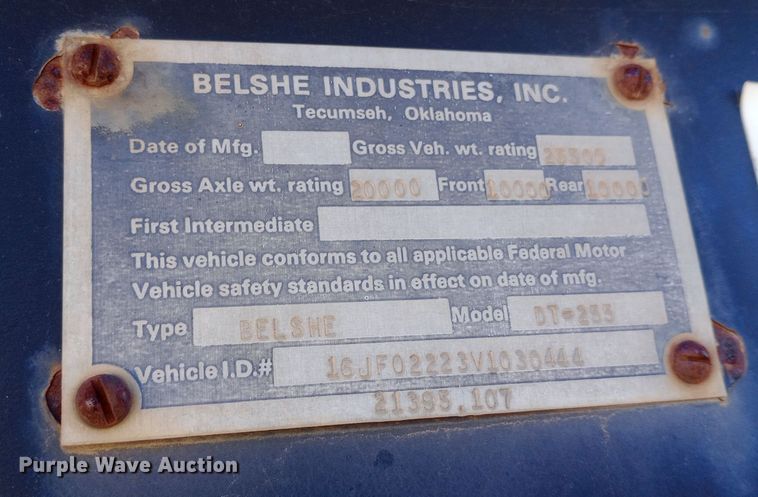 BELSHE INDUSTRIES, INC.
Tecumseh, Oklahoma
Date of Mfg. Gross Veh. wt. rating 25500
Gross Axle wt. rating 20000 Front 10000 Rear 10000
First Intermediate
This vehicle conforms to all applicable Federal Motor
Vehicle safety standards in effect on date of mfg.
Type BELSHE Model DT-255
Vehicle I.D.# 16JF02223V1030444
21395.107
Purple Wave Auction